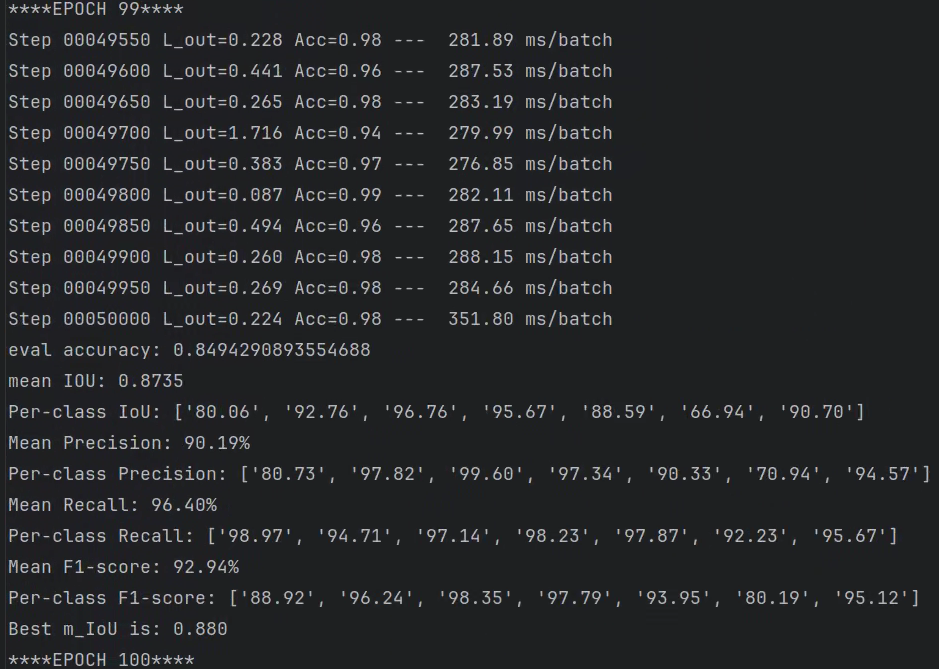 ****EPOCH 99****
Step 00049550 L_out=0.228 Acc=0.98 ---  281.89 ms/batch
Step 00049600 L_out=0.441 Acc=0.96 ---  287.53 ms/batch
Step 00049650 L_out=0.265 Acc=0.98 ---  283.19 ms/batch
Step 00049700 L_out=1.716 Acc=0.94 ---  279.99 ms/batch
Step 00049750 L_out=0.383 Acc=0.97 ---  276.85 ms/batch
Step 00049800 L_out=0.087 Acc=0.99 ---  282.11 ms/batch
Step 00049850 L_out=0.494 Acc=0.96 ---  287.65 ms/batch
Step 00049900 L_out=0.260 Acc=0.98 ---  288.15 ms/batch
Step 00049950 L_out=0.269 Acc=0.98 ---  284.66 ms/batch
Step 00050000 L_out=0.224 Acc=0.98 ---  351.80 ms/batch
eval accuracy: 0.8494290893554688
mean IOU: 0.8735
Per-class IoU: ['80.06', '92.76', '96.76', '95.67', '88.59', '66.94', '90.70']
Mean Precision: 90.19%
Per-class Precision: ['80.73', '97.82', '99.60', '97.34', '90.33', '70.94', '94.57']
Mean Recall: 96.40%
Per-class Recall: ['98.97', '94.71', '97.14', '98.23', '97.87', '92.23', '95.67']
Mean F1-score: 92.94%
Per-class F1-score: ['88.92', '96.24', '98.35', '97.79', '93.95', '80.19', '95.12']
Best m_IoU is: 0.880
****EPOCH 100****